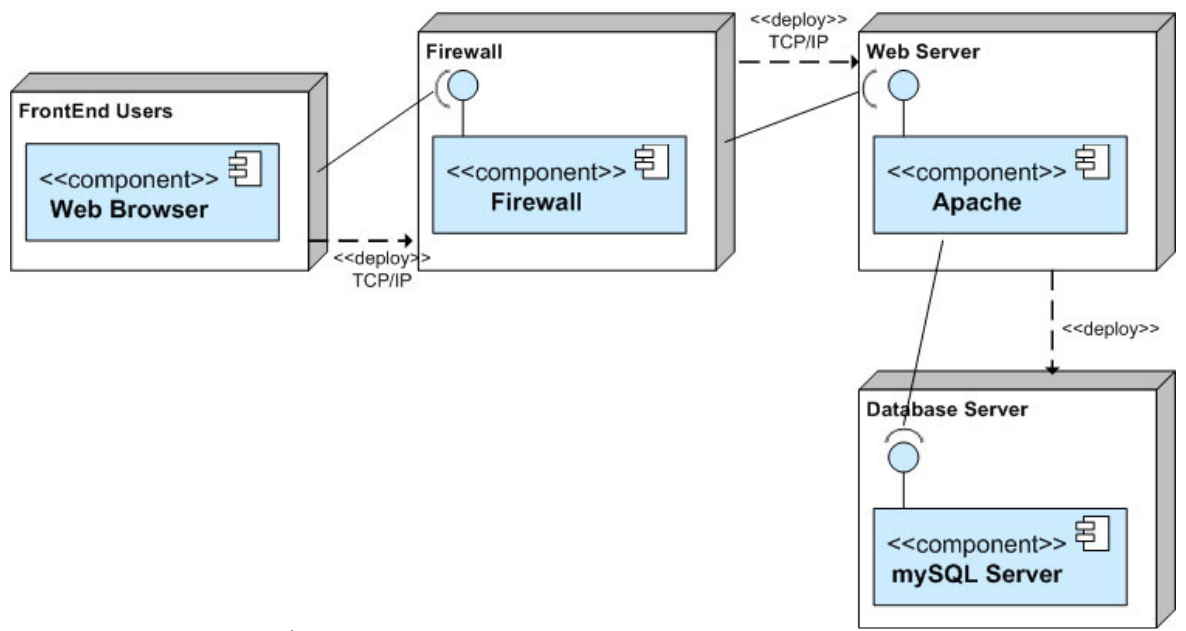 FrontEnd Users
<<component>>
Web Browser
<<deploy>>
TCP/IP
Firewall
<<component>>
Firewall
<<deploy>>
TCP/IP
Web Server
<<component>>
Apache
<<deploy>>
Database Server
<<component>>
mySQL Server